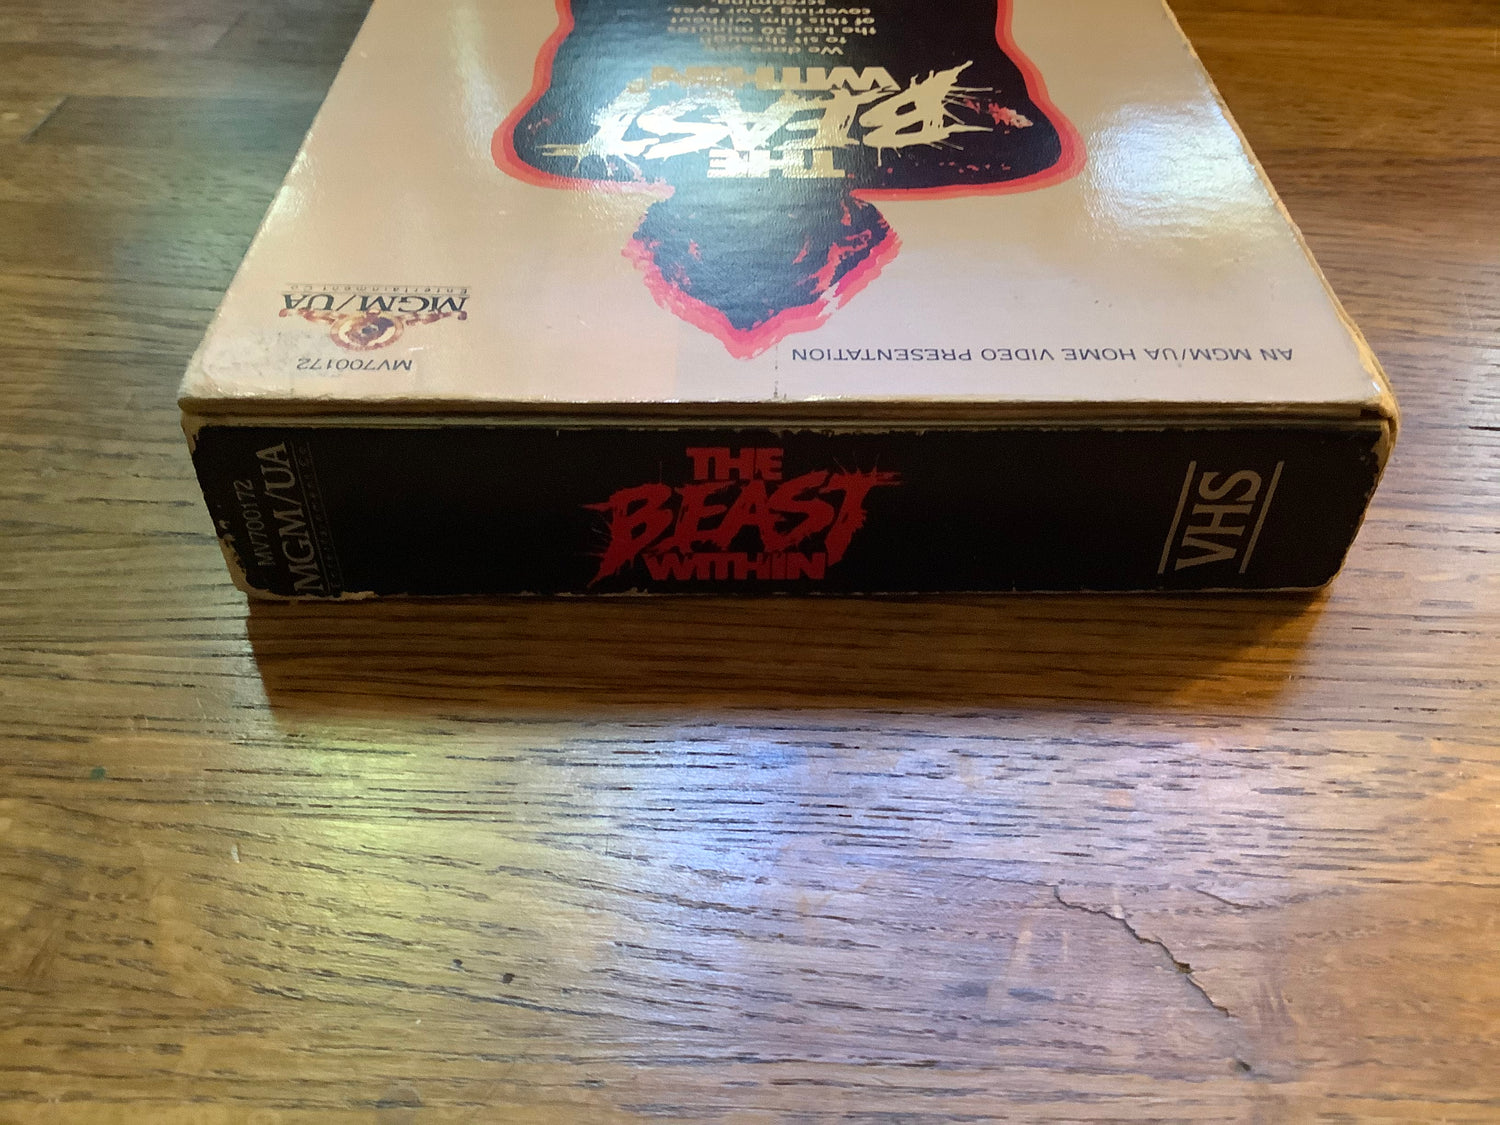 THE
BEAST
WITHIN
We dare you
to sit through
the last 30 minutes
of this film without
covering your eyes,
screaming,
MV700172
MGM/UA
Entertainment Co.
AN MGM/UA HOME VIDEO PRESENTATION
MV700172
MGM/UA
Entertainment Co.
THE
BEAST
WITHIN
VHS